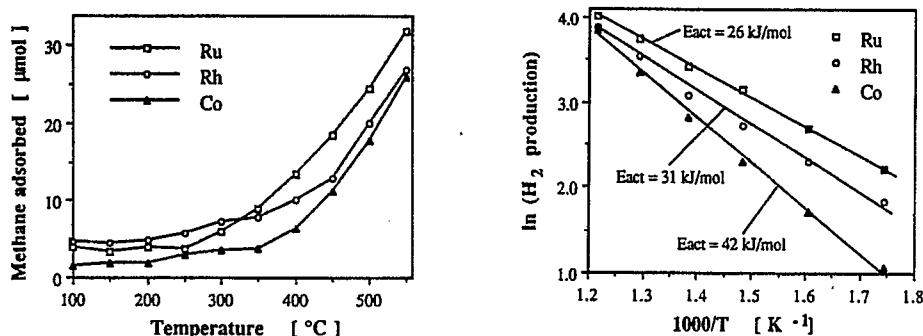 Methane adsorbed [ µmol ]
30
20
10
0
Ru
Rh
Co
100
200
300
400
500
Temperature [ °C ]
ln (H2 production)
4.0
3.0
2.0
1.0
Eact = 26 kJ/mol
Ru
Rh
Co
Eact = 31 kJ/mol
Eact = 42 kJ/mol
1.2
1.3
1.4
1.5
1.6
1.7
1.8
1000/T [ K -1 ]